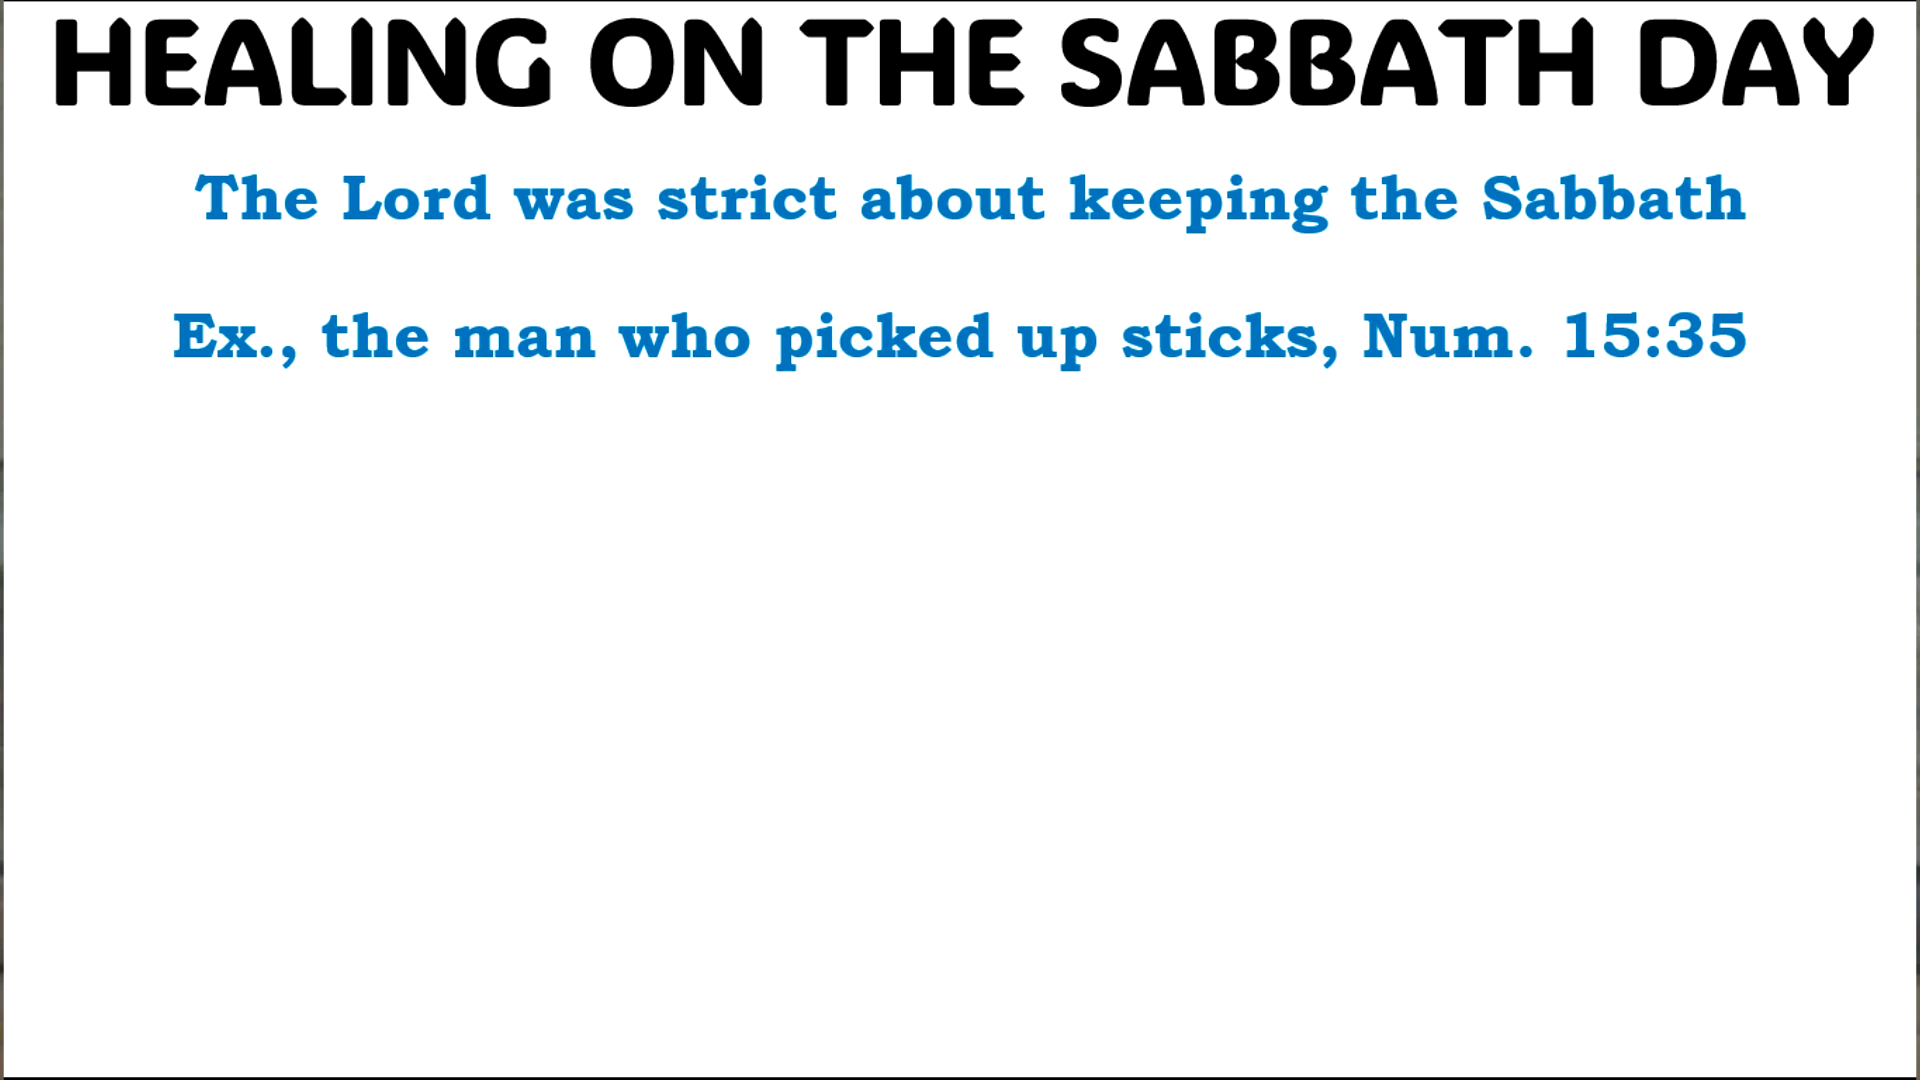 HEALING ON THE SABBATH DAY
The Lord was strict about keeping the Sabbath
Ex., the man who picked up sticks, Num. 15:35